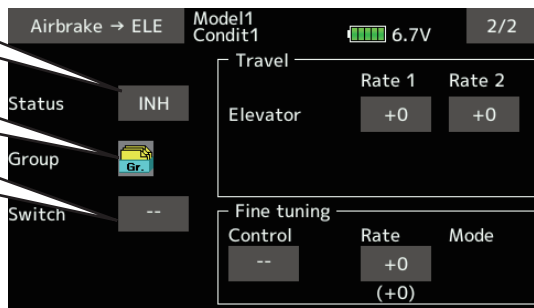 Airbrake → ELE
Model1
Condit1
6.7V
2/2
Status
INH
Group
Gr.
Switch
--
Travel
Rate 1
Rate 2
Elevator
+0
+0
Fine tuning
Control
Rate
Mode
--
+0
(+0)